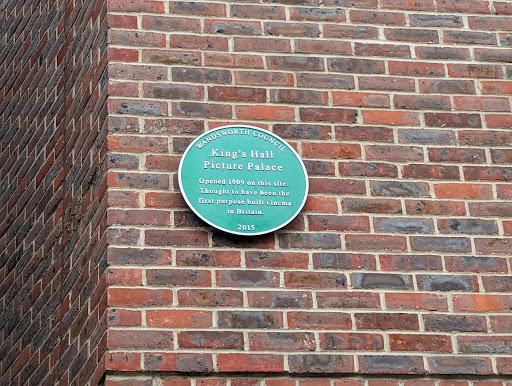 WANDSWORTH COUNCIL
King's Hall
Picture Palace
Opened 1909 on this site.
Thought to have been the
first purpose built cinema
in Britain.
2015